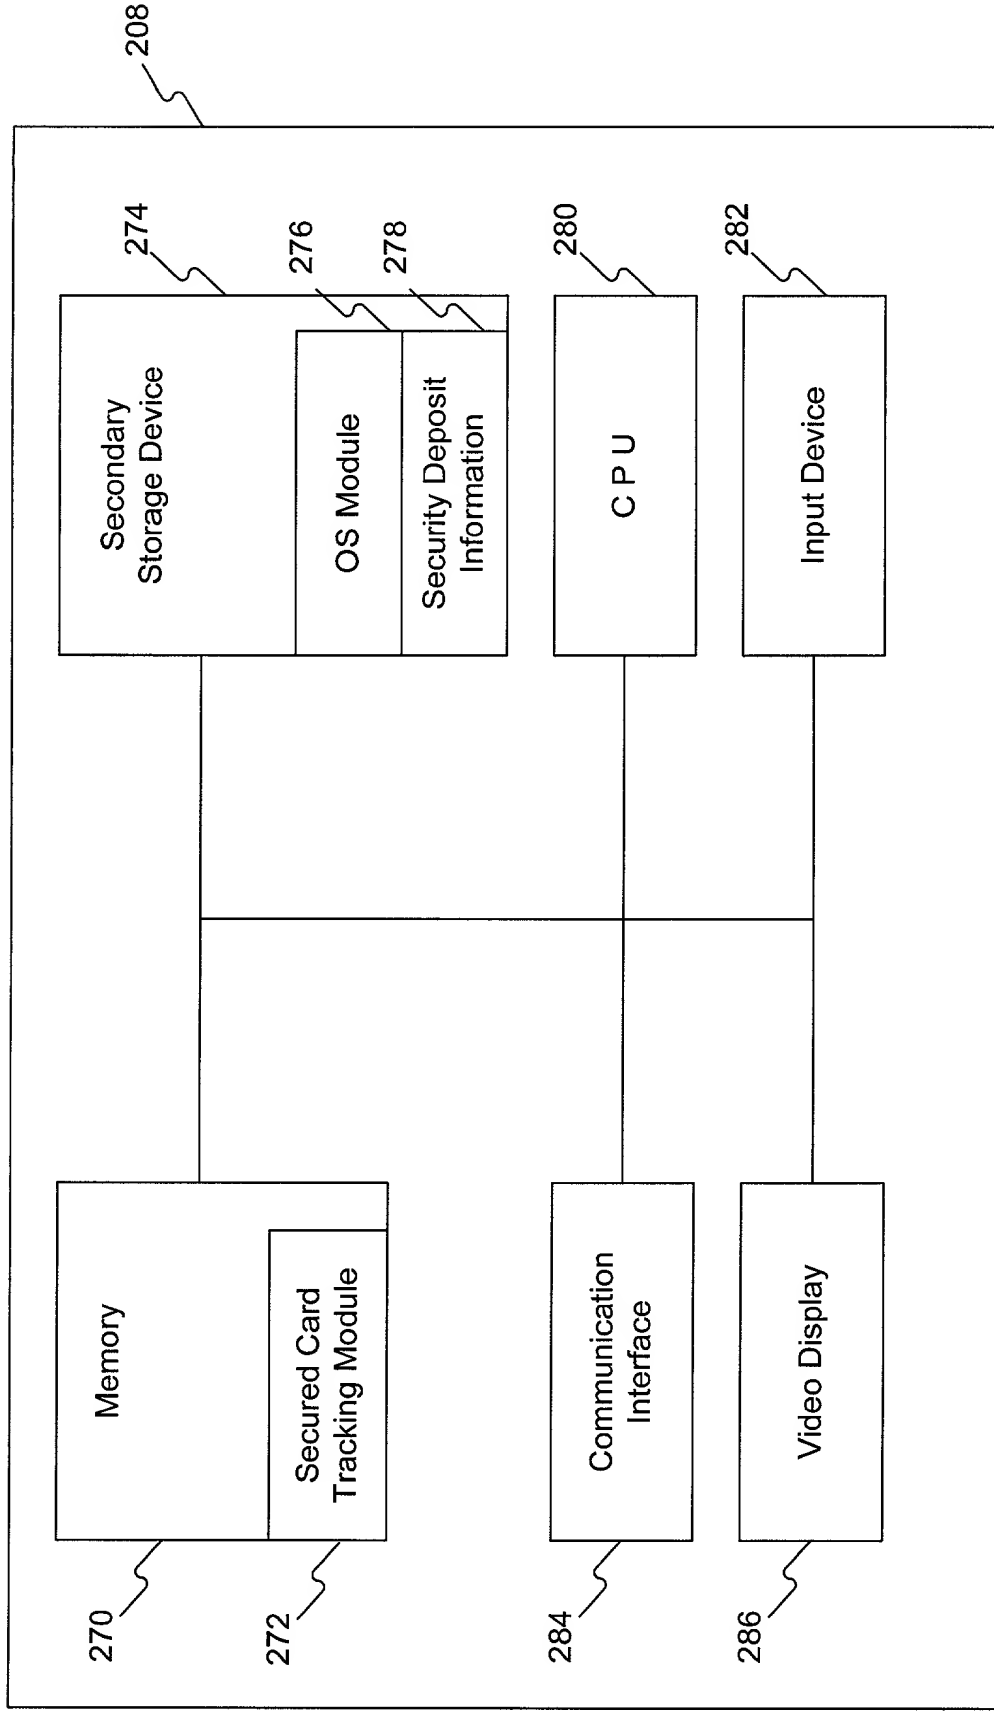 208
270
Memory
272
Secured Card
Tracking Module
274
Secondary
Storage Device
276
OS Module
278
Security Deposit
Information
284
Communication
Interface
280
C P U
286
Video Display
282
Input Device